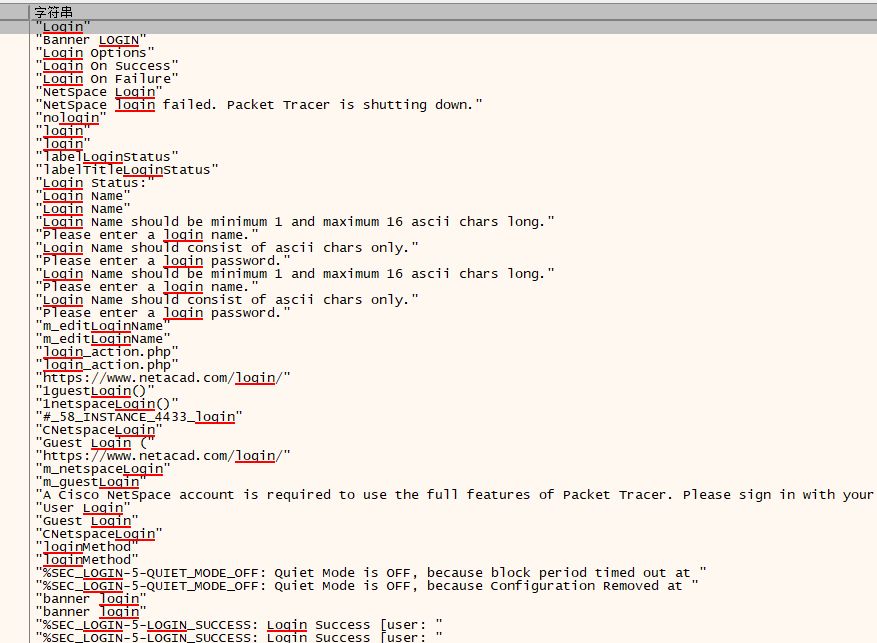 字符串
"Login"
"Banner LOGIN"
"Login Options"
"Login On Success"
"Login On Failure"
"NetSpace Login"
"NetSpace login failed. Packet Tracer is shutting down."
"nologin"
"login"
"login"
"labelLoginStatus"
"labelTitleLoginStatus"
"Login Status:"
"Login Name"
"Login Name"
"Login Name should be minimum 1 and maximum 16 ascii chars long."
"Please enter a login name."
"Login Name should consist of ascii chars only."
"Please enter a login password."
"Login Name should be minimum 1 and maximum 16 ascii chars long."
"Please enter a login name."
"Login Name should consist of ascii chars only."
"Please enter a login password."
"m_editLoginName"
"m_editLoginName"
"login_action.php"
"login_action.php"
"https://www.netacad.com/login/"
"1guestLogin()"
"1netspaceLogin()"
"#_58_INSTANCE_4433_login"
"CNetspaceLogin"
"Guest Login ("
"https://www.netacad.com/login/"
"m_netspaceLogin"
"m_guestLogin"
"A Cisco NetSpace account is required to use the full features of Packet Tracer. Please sign in with your
"User Login"
"Guest Login"
"CNetspaceLogin"
"loginMethod"
"loginMethod"
"%SEC_LOGIN-5-QUIET_MODE_OFF: Quiet Mode is OFF, because block period timed out at "
"%SEC_LOGIN-5-QUIET_MODE_OFF: Quiet Mode is OFF, because Configuration Removed at "
"banner login"
"banner login"
"%SEC_LOGIN-5-LOGIN_SUCCESS: Login Success [user: "
"%SEC_LOGIN-5-LOGIN_SUCCESS: Login Success [user: "